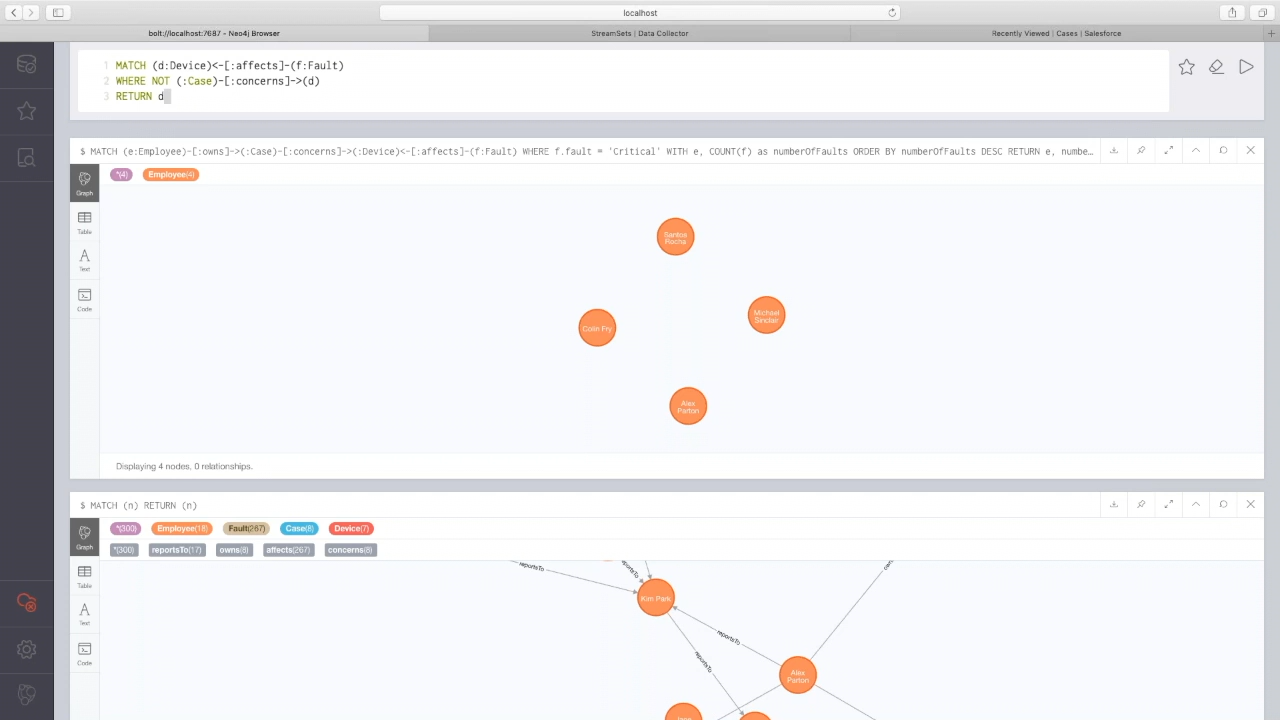 localhost
bolt://localhost:7687 - Neo4j Browser
StreamSets | Data Collector
Recently Viewed | Cases | Salesforce
1 MATCH (d:Device)<-[:affects]-(f:Fault)
2 WHERE NOT (:Case)-[:concerns]->(d)
3 RETURN d
$ MATCH (e:Employee)-[:owns]->(:Case)-[:concerns]->(:Device)<-[:affects]-(f:Fault) WHERE f.fault = 'Critical' WITH e, COUNT(f) as numberOfFaults ORDER BY numberOfFaults DESC RETURN e, numbe…
Graph
*(4)
Employee(4)
Table
Text
Code
Santos
Rocha
Michael
Sinclair
Colin Fry
Alex
Parton
Displaying 4 nodes, 0 relationships.
$ MATCH (n) RETURN (n)
Graph
*(300)
Employee(18)
Fault(267)
Case(8)
Device(7)
*(300)
reportsTo(17)
owns(8)
affects(267)
concerns(8)
Table
Text
Code
reportsTo
reportsTo
Kim Park
reportsTo
reportsTo
Alex
Parton